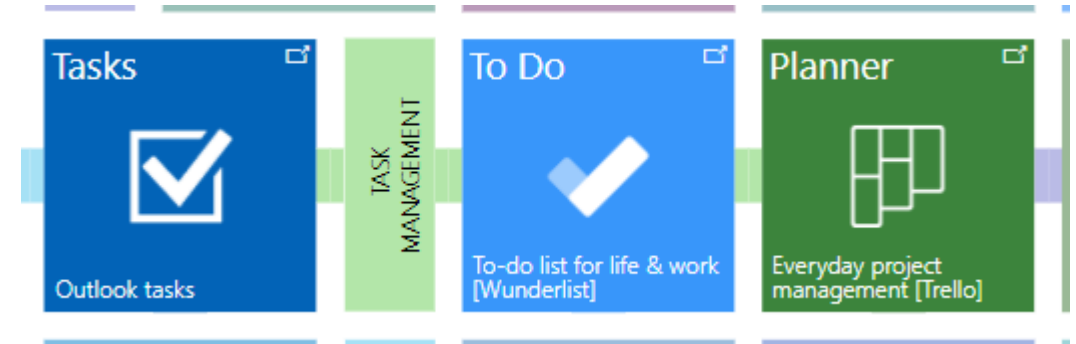 Tasks
Outlook tasks
TASK
MANAGEMENT
To Do
To-do list for life & work
[Wunderlist]
Planner
Everyday project
management [Trello]